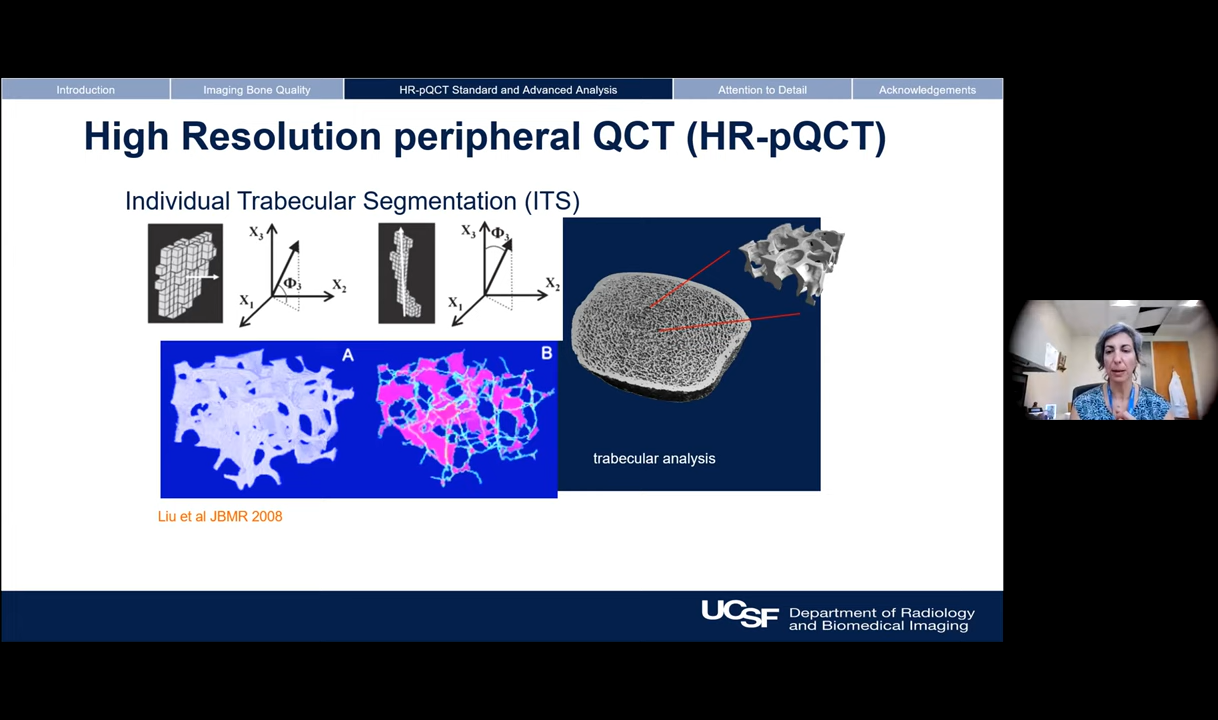 Introduction
Imaging Bone Quality
HR-pQCT Standard and Advanced Analysis
Attention to Detail
Acknowledgements
High Resolution peripheral QCT (HR-pQCT)
Individual Trabecular Segmentation (ITS)
X3
Φ3
X2
X1
X3
Φ3
X2
X1
A
B
trabecular analysis
Liu et al JBMR 2008
UCSF
Department of Radiology
and Biomedical Imaging